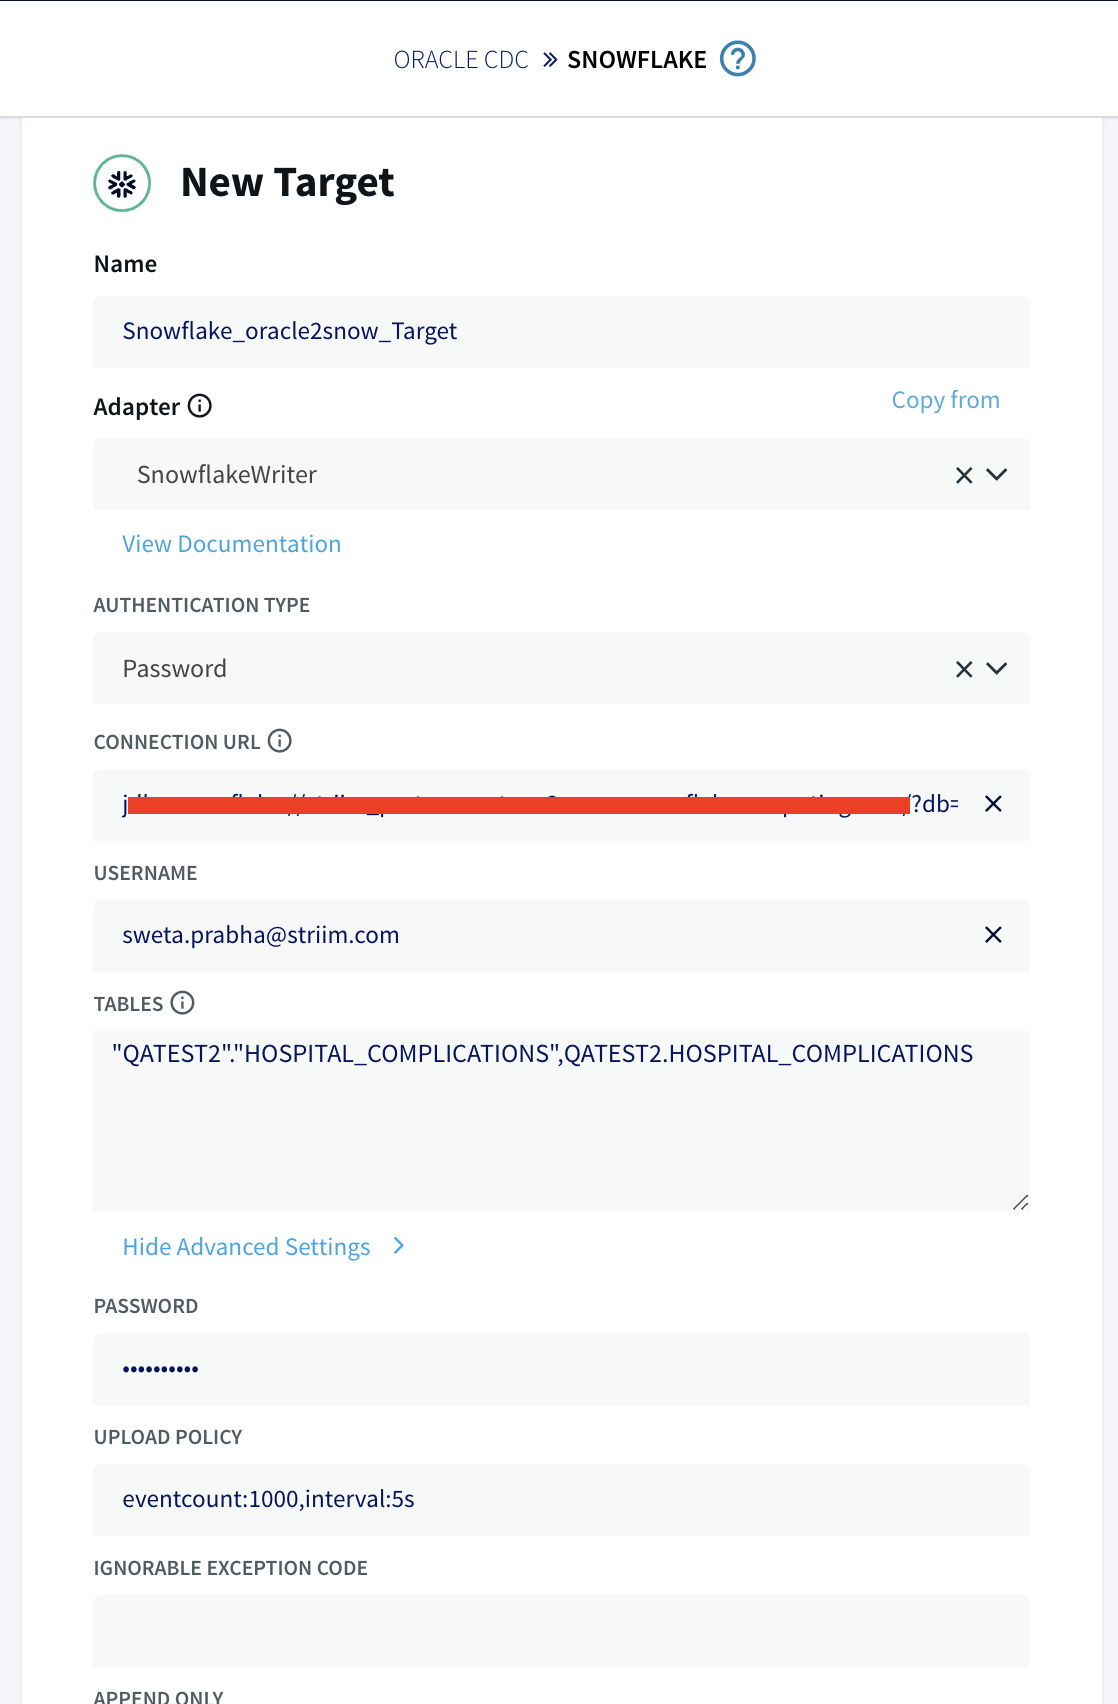 ORACLE CDC » SNOWFLAKE ?
New Target
Name
Snowflake_oracle2snow_Target
Adapter
Copy from
SnowflakeWriter
View Documentation
AUTHENTICATION TYPE
Password
CONNECTION URL
/?db=
USERNAME
sweta.prabha@striim.com
TABLES
"QATEST2"."HOSPITAL_COMPLICATIONS",QATEST2.HOSPITAL_COMPLICATIONS
Hide Advanced Settings
PASSWORD
••••••••••
UPLOAD POLICY
eventcount:1000,interval:5s
IGNORABLE EXCEPTION CODE
APPEND ONLY